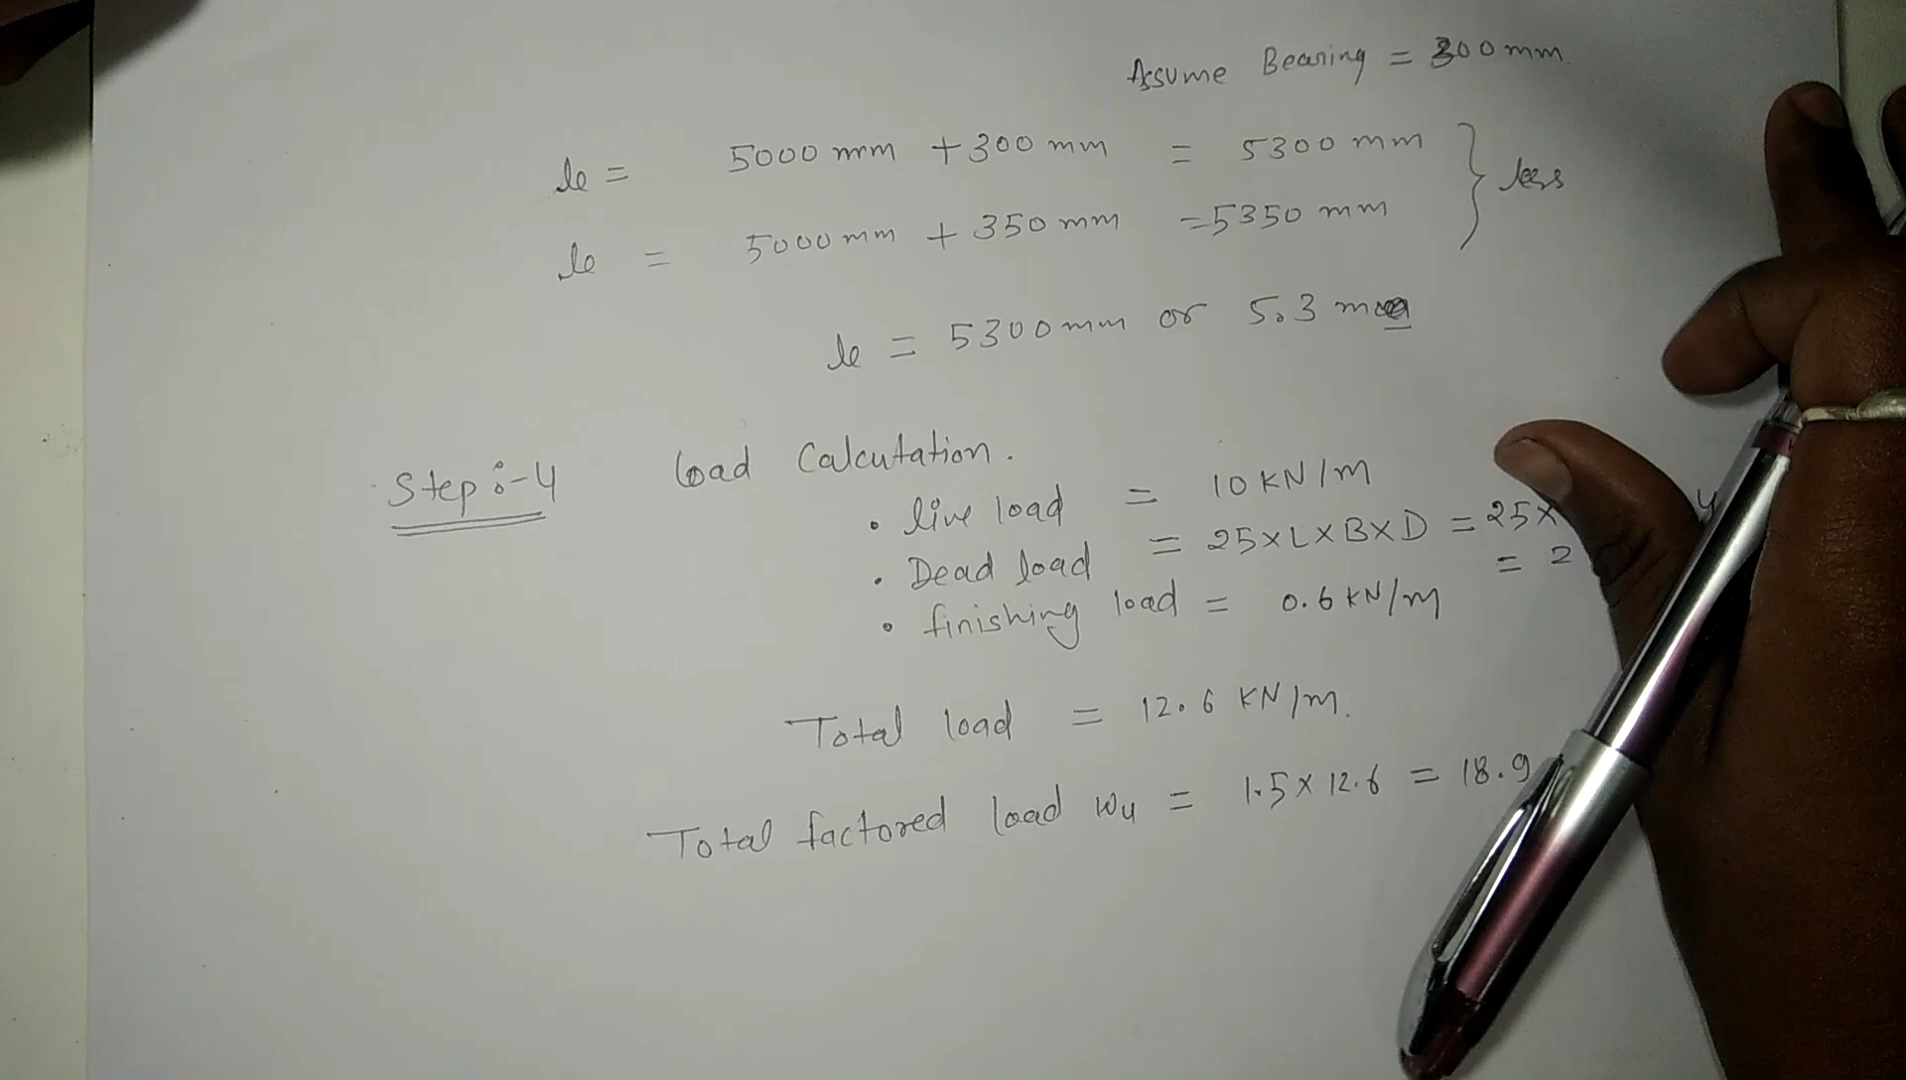 Assume Bearing = 300 mm
le = 5000 mm + 300 mm = 5300 mm } less
le = 5000 mm + 350 mm = 5350 mm
le = 5300 mm or 5.3 m
Step :- 4 Load Calcutation.
• live load = 10 KN/m
• Dead load = 25 x L x B x D = 25 x
= 2
• finishing load = 0.6 KN/m
Total load = 12.6 KN/m.
Total factored load wu = 1.5 x 12.6 = 18.9